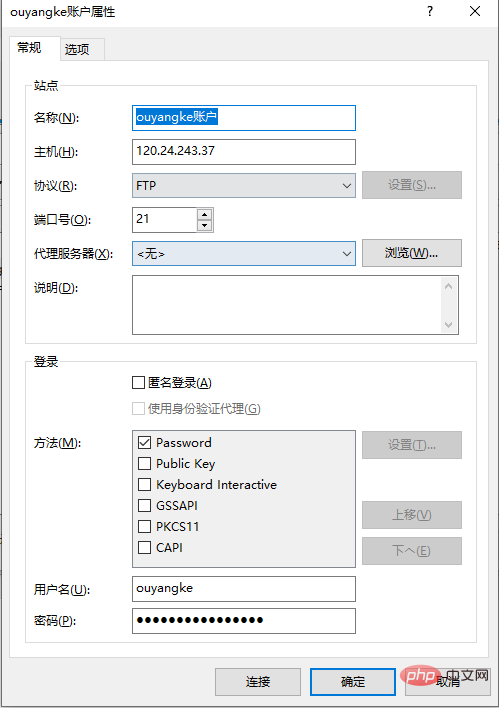 ouyangke账户属性
常规
选项
站点
名称(N):
ouyangke账户
主机(H):
120.24.243.37
协议(R):
FTP
设置(S)...
端口号(O):
21
代理服务器(X):
<无>
浏览(W)...
说明(D):
登录
匿名登录(A)
使用身份验证代理(G)
方法(M):
Password
设置(T)...
Public Key
Keyboard Interactive
GSSAPI
PKCS11
CAPI
上移(V)
下へ(E)
用户名(U):
ouyangke
密码(P):
●●●●●●●●●●●●●●●●
连接
确定
取消
php中文网